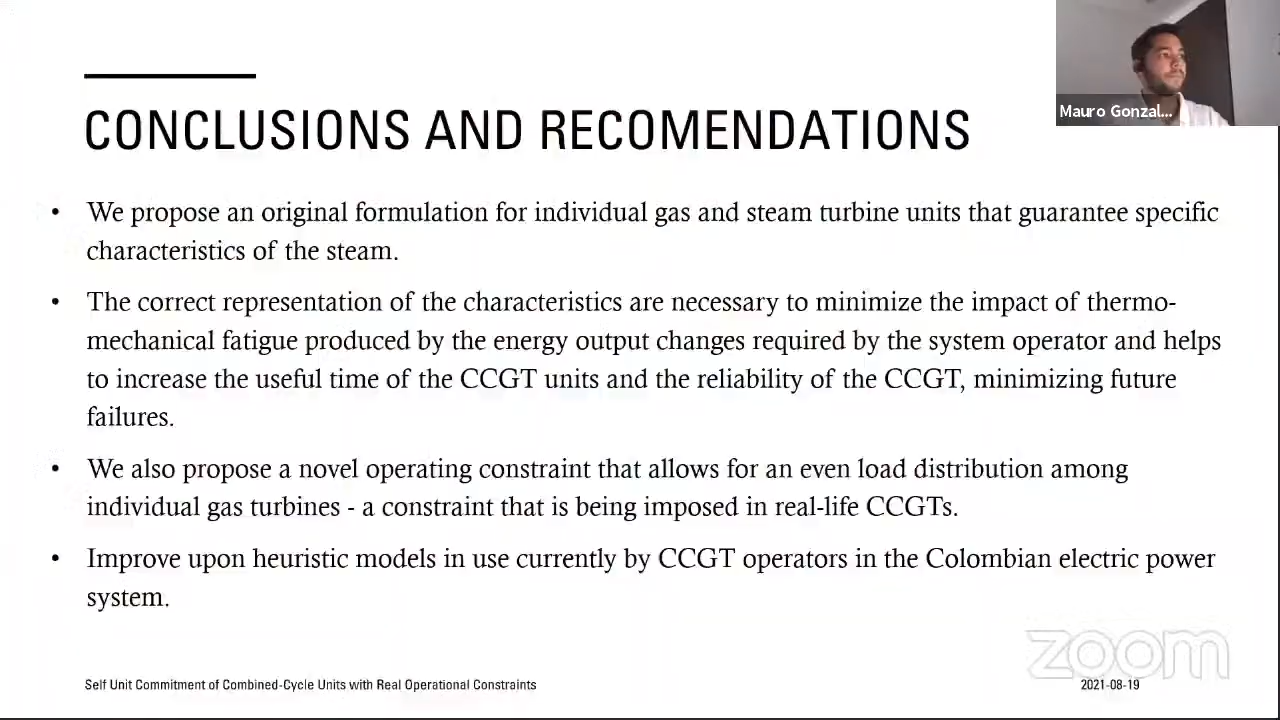 Mauro Gonzal...
CONCLUSIONS AND RECOMENDATIONS
• We propose an original formulation for individual gas and steam turbine units that guarantee specific
characteristics of the steam.
• The correct representation of the characteristics are necessary to minimize the impact of thermo-
mechanical fatigue produced by the energy output changes required by the system operator and helps
to increase the useful time of the CCGT units and the reliability of the CCGT, minimizing future
failures.
• We also propose a novel operating constraint that allows for an even load distribution among
individual gas turbines - a constraint that is being imposed in real-life CCGTs.
• Improve upon heuristic models in use currently by CCGT operators in the Colombian electric power
system.
zoom
Self Unit Commitment of Combined-Cycle Units with Real Operational Constraints
2021-08-19